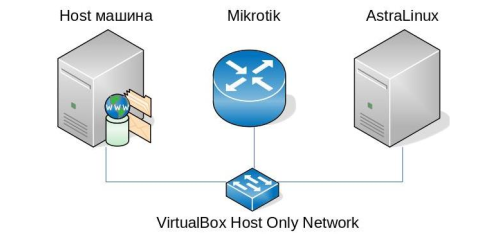 Host машина
Mikrotik
AstraLinux
WWW
VirtualBox Host Only Network